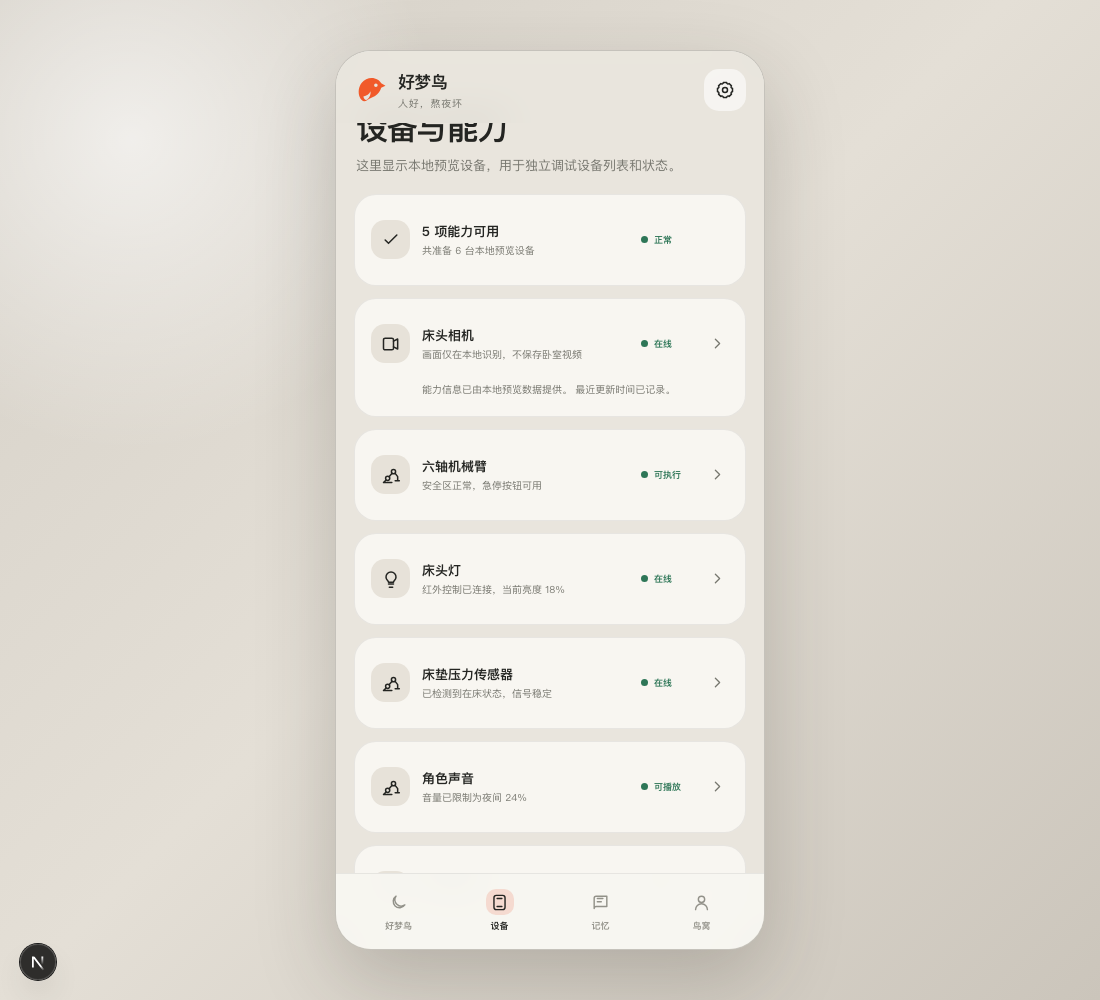 好梦鸟
人好，熬夜坏
设备与能力
这里显示本地预览设备，用于独立调试设备列表和状态。
5 项能力可用
共准备 6 台本地预览设备
正常
床头相机
画面仅在本地识别，不保存卧室视频
在线
能力信息已由本地预览数据提供。 最近更新时间已记录。
六轴机械臂
安全区正常，急停按钮可用
可执行
床头灯
红外控制已连接，当前亮度 18%
在线
床垫压力传感器
已检测到在床状态，信号稳定
在线
角色声音
音量已限制为夜间 24%
可播放
好梦鸟
设备
记忆
鸟窝
N